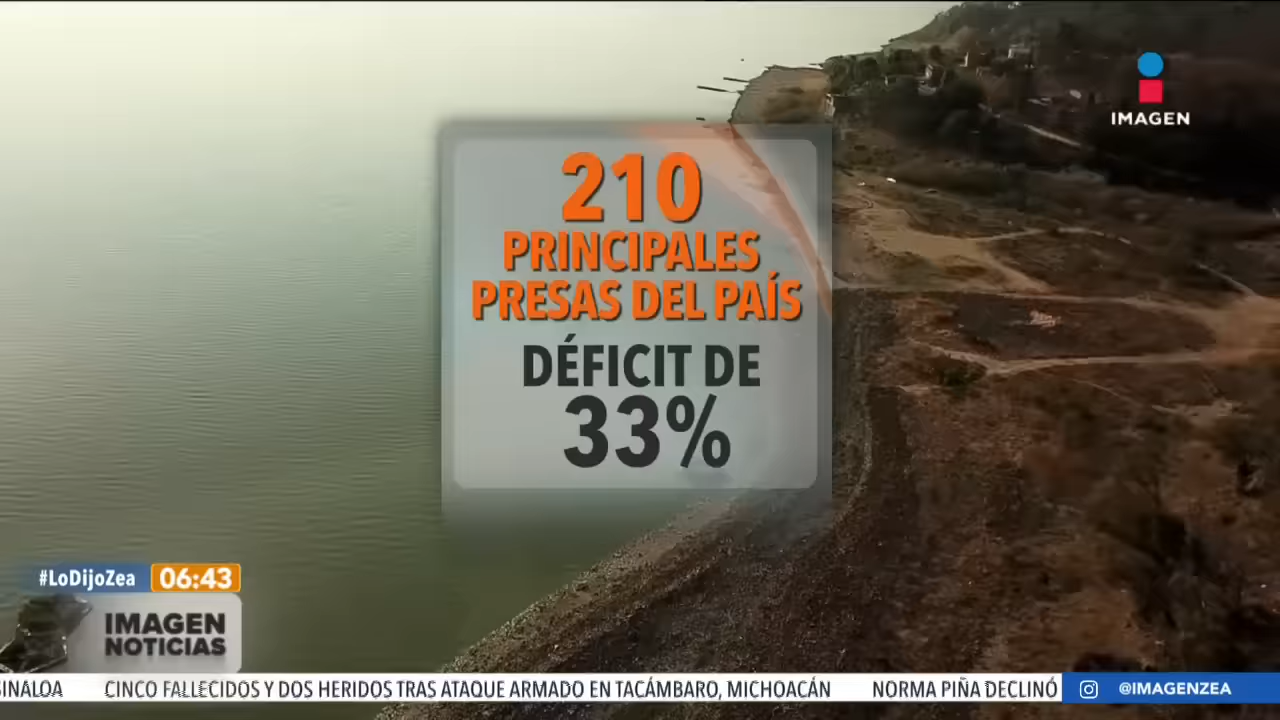 IMAGEN
210
PRINCIPALES
PRESAS DEL PAÍS
DÉFICIT DE
33%
#LoDijoZea
06:43
IMAGEN
NOTICIAS
SINALOA CINCO FALLECIDOS Y DOS HERIDOS TRAS ATAQUE ARMADO EN TACÁMBARO, MICHOACÁN NORMA PIÑA DECLINÓ
@IMAGENZEA